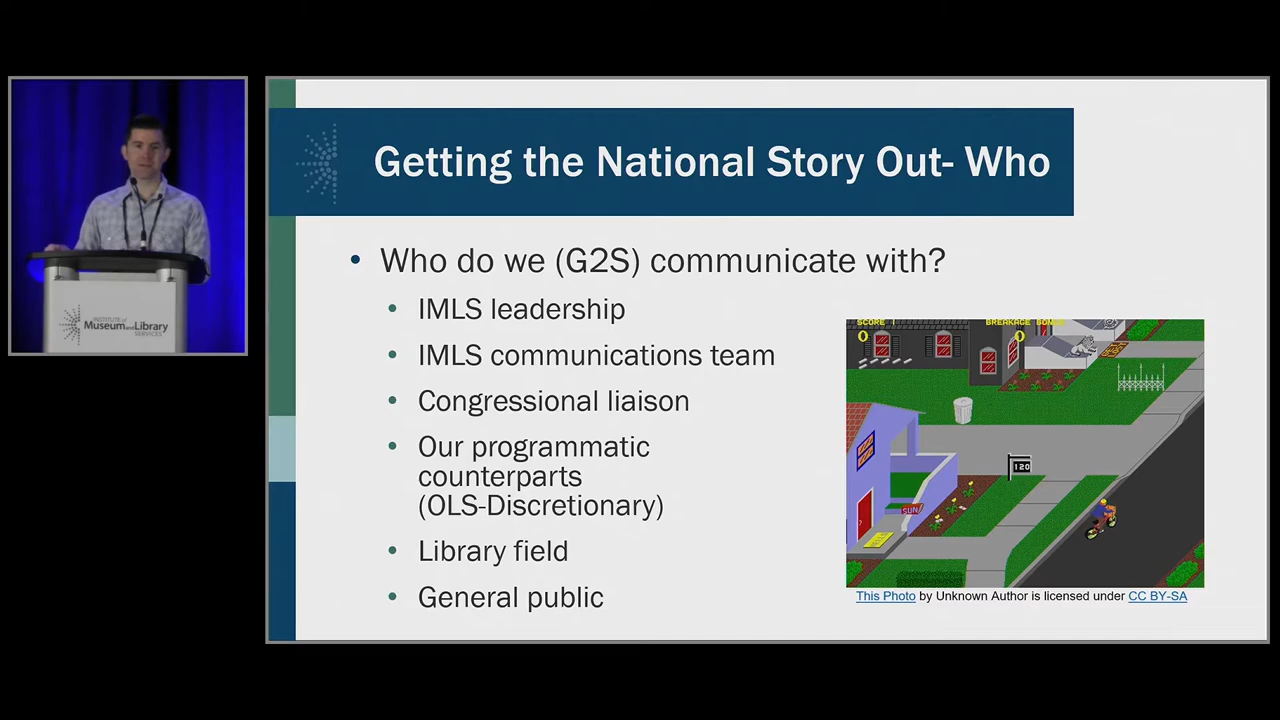 INSTITUTE of
Museum and Library
SERVICES
Getting the National Story Out- Who
• Who do we (G2S) communicate with?
• IMLS leadership
• IMLS communications team
• Congressional liaison
• Our programmatic
counterparts
(OLS-Discretionary)
• Library field
• General public
SCORE
0
BREAKAGE BONUS
0
120
SUN
This Photo by Unknown Author is licensed under CC BY-SA